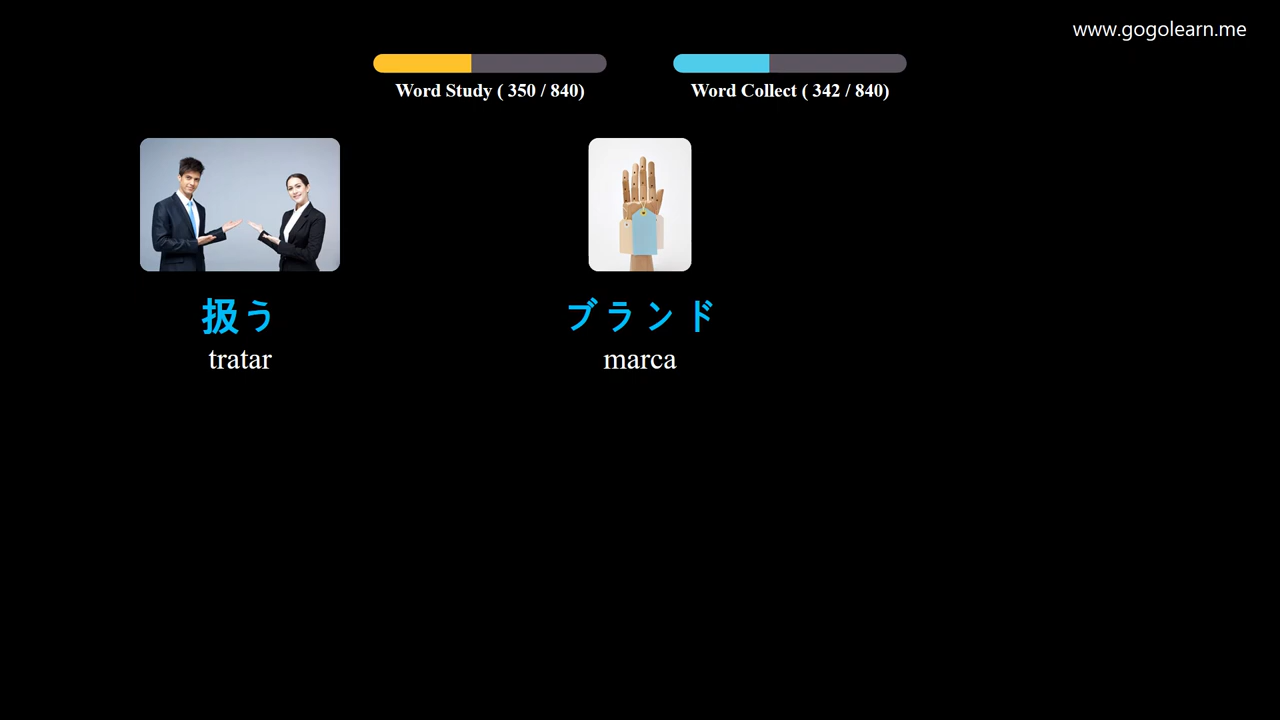 www.gogolearn.me
Word Study ( 350 / 840)
Word Collect ( 342 / 840)
扱う
tratar
ブランド
marca